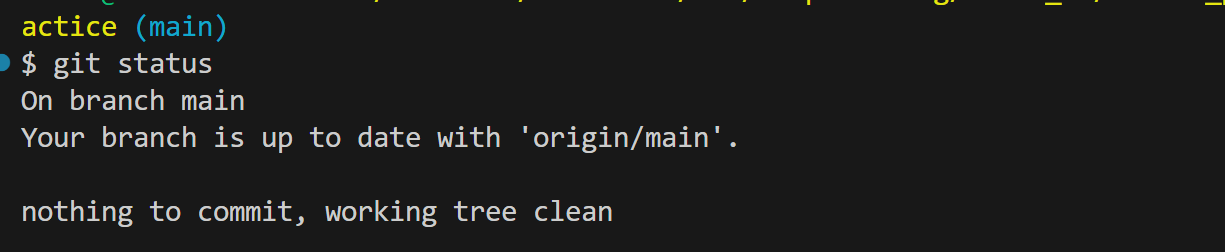 actice (main)
$ git status
On branch main
Your branch is up to date with 'origin/main'.
nothing to commit, working tree clean